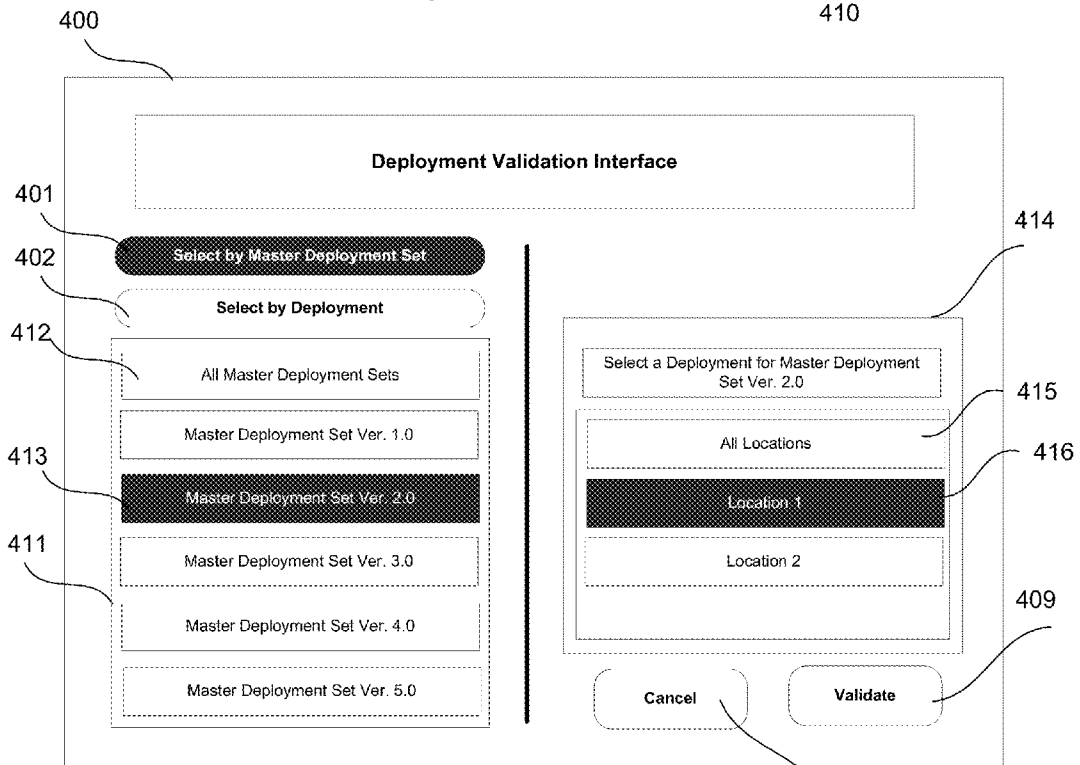 410
400
Deployment Validation Interface
401
Select by Master Deployment Set
414
402
Select by Deployment
412
All Master Deployment Sets
Select a Deployment for Master Deployment
Set Ver. 2.0
415
Master Deployment Set Ver. 1.0
All Locations
416
413
Master Deployment Set Ver. 2.0
Location 1
411
Master Deployment Set Ver. 3.0
Location 2
409
Master Deployment Set Ver. 4.0
Master Deployment Set Ver. 5.0
Cancel
Validate